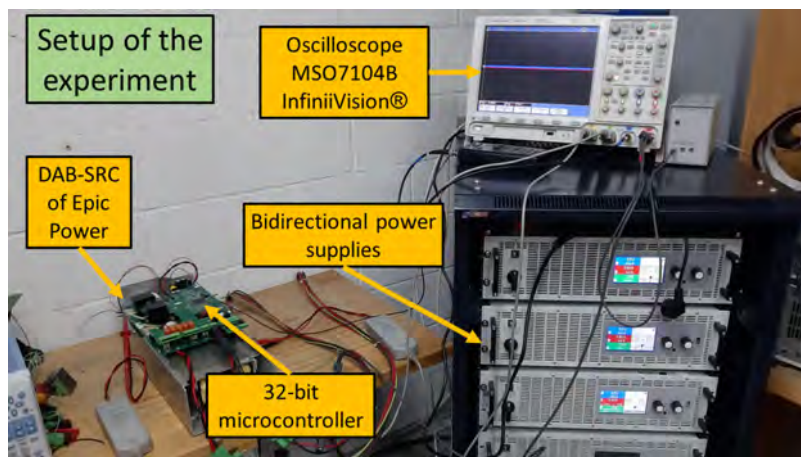 Setup of the
experiment
Oscilloscope
MSO7104B
InfiniiVision®
DAB-SRC
of Epic
Power
Bidirectional power
supplies
32-bit
microcontroller